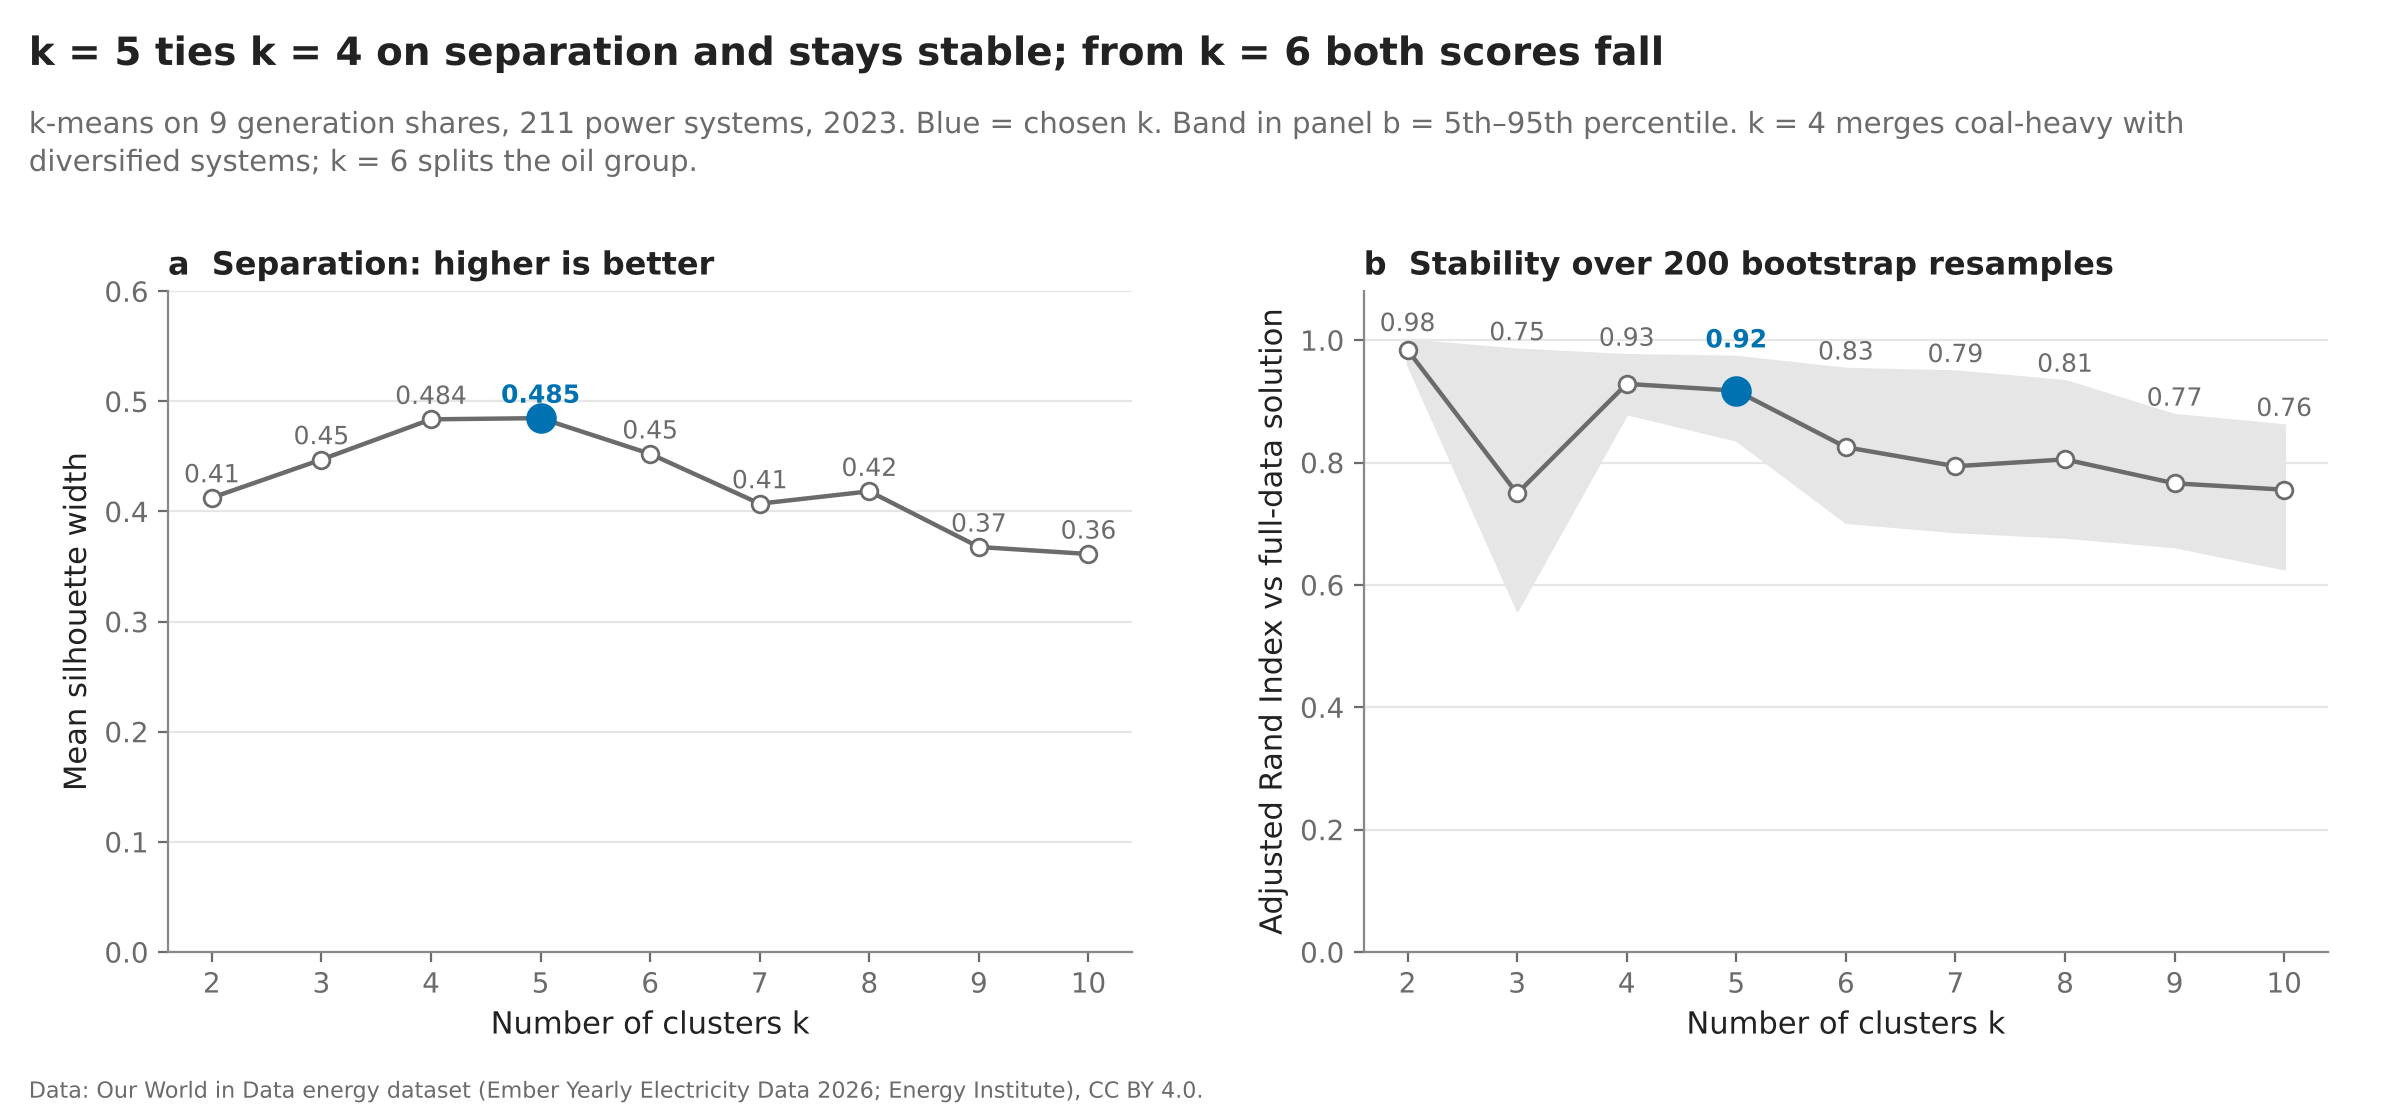 k = 5 ties k = 4 on separation and stays stable; from k = 6 both scores fall
k-means on 9 generation shares, 211 power systems, 2023. Blue = chosen k. Band in panel b = 5th–95th percentile. k = 4 merges coal-heavy with
diversified systems; k = 6 splits the oil group.
a Separation: higher is better
0.6
0.5
0.4
0.3
0.2
0.1
0.0
Mean silhouette width
0.41
0.45
0.484
0.485
0.45
0.41
0.42
0.37
0.36
2 3 4 5 6 7 8 9 10
Number of clusters k
b Stability over 200 bootstrap resamples
1.0
0.8
0.6
0.4
0.2
0.0
Adjusted Rand Index vs full-data solution
0.98
0.75
0.93
0.92
0.83
0.79
0.81
0.77
0.76
2 3 4 5 6 7 8 9 10
Number of clusters k
Data: Our World in Data energy dataset (Ember Yearly Electricity Data 2026; Energy Institute), CC BY 4.0.